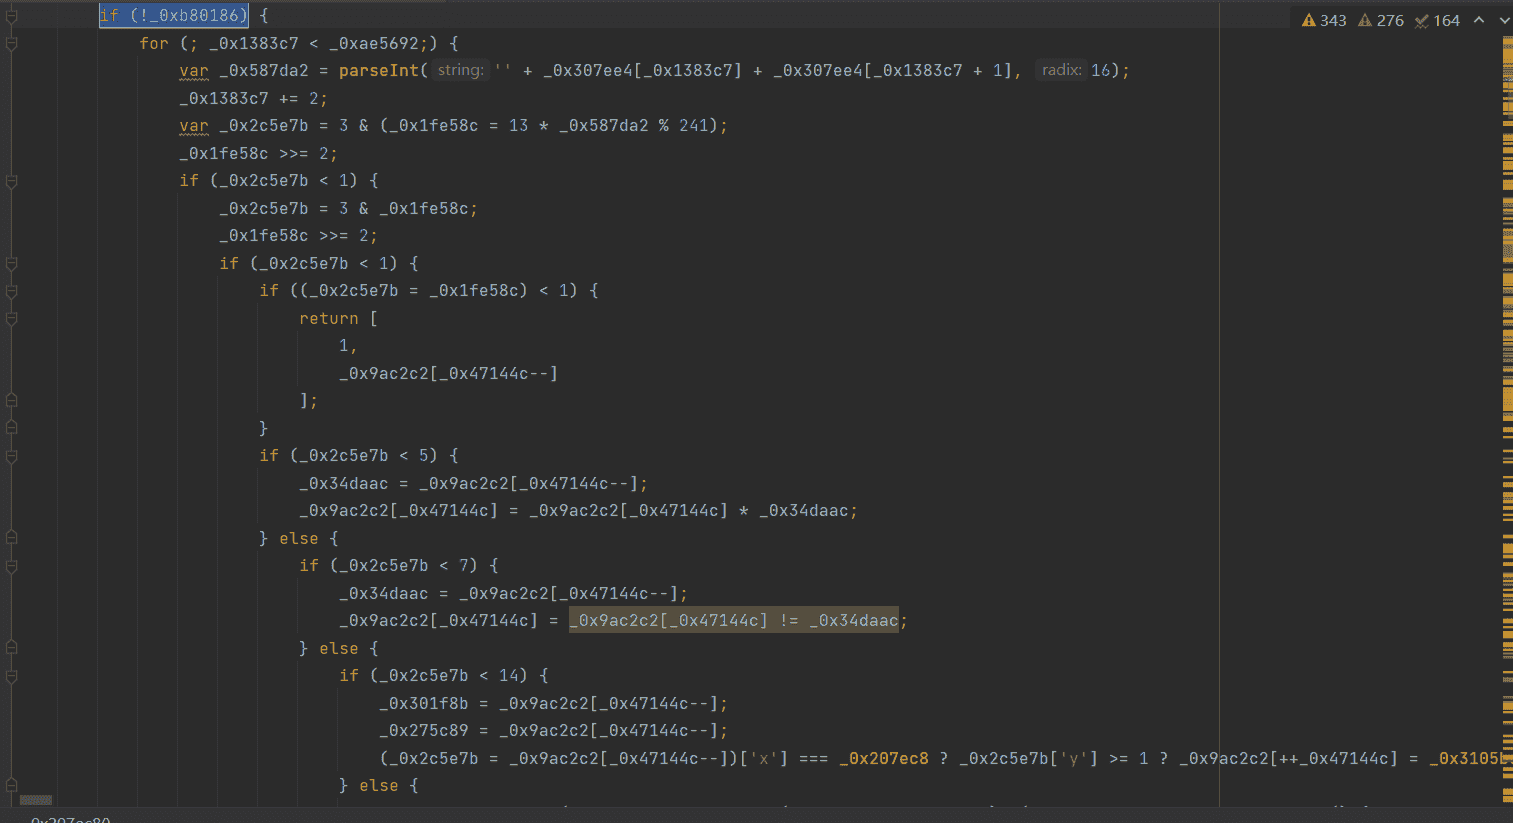 if (!_0xb80186) {
343 276 164
for (; _0x1383c7 < _0xae5692;) {
var _0x587da2 = parseInt( string: '' + _0x307ee4[_0x1383c7] + _0x307ee4[_0x1383c7 + 1], radix: 16);
_0x1383c7 += 2;
var _0x2c5e7b = 3 & (_0x1fe58c = 13 * _0x587da2 % 241);
_0x1fe58c >>= 2;
if (_0x2c5e7b < 1) {
_0x2c5e7b = 3 & _0x1fe58c;
_0x1fe58c >>= 2;
if (_0x2c5e7b < 1) {
if ((_0x2c5e7b = _0x1fe58c) < 1) {
return [
1,
_0x9ac2c2[_0x47144c--]
];
}
if (_0x2c5e7b < 5) {
_0x34daac = _0x9ac2c2[_0x47144c--];
_0x9ac2c2[_0x47144c] = _0x9ac2c2[_0x47144c] * _0x34daac;
} else {
if (_0x2c5e7b < 7) {
_0x34daac = _0x9ac2c2[_0x47144c--];
_0x9ac2c2[_0x47144c] = _0x9ac2c2[_0x47144c] != _0x34daac;
} else {
if (_0x2c5e7b < 14) {
_0x301f8b = _0x9ac2c2[_0x47144c--];
_0x275c89 = _0x9ac2c2[_0x47144c--];
(_0x2c5e7b = _0x9ac2c2[_0x47144c--])['x'] === _0x207ec8 ? _0x2c5e7b['y'] >= 1 ? _0x9ac2c2[++_0x47144c] = _0x3105
} else {